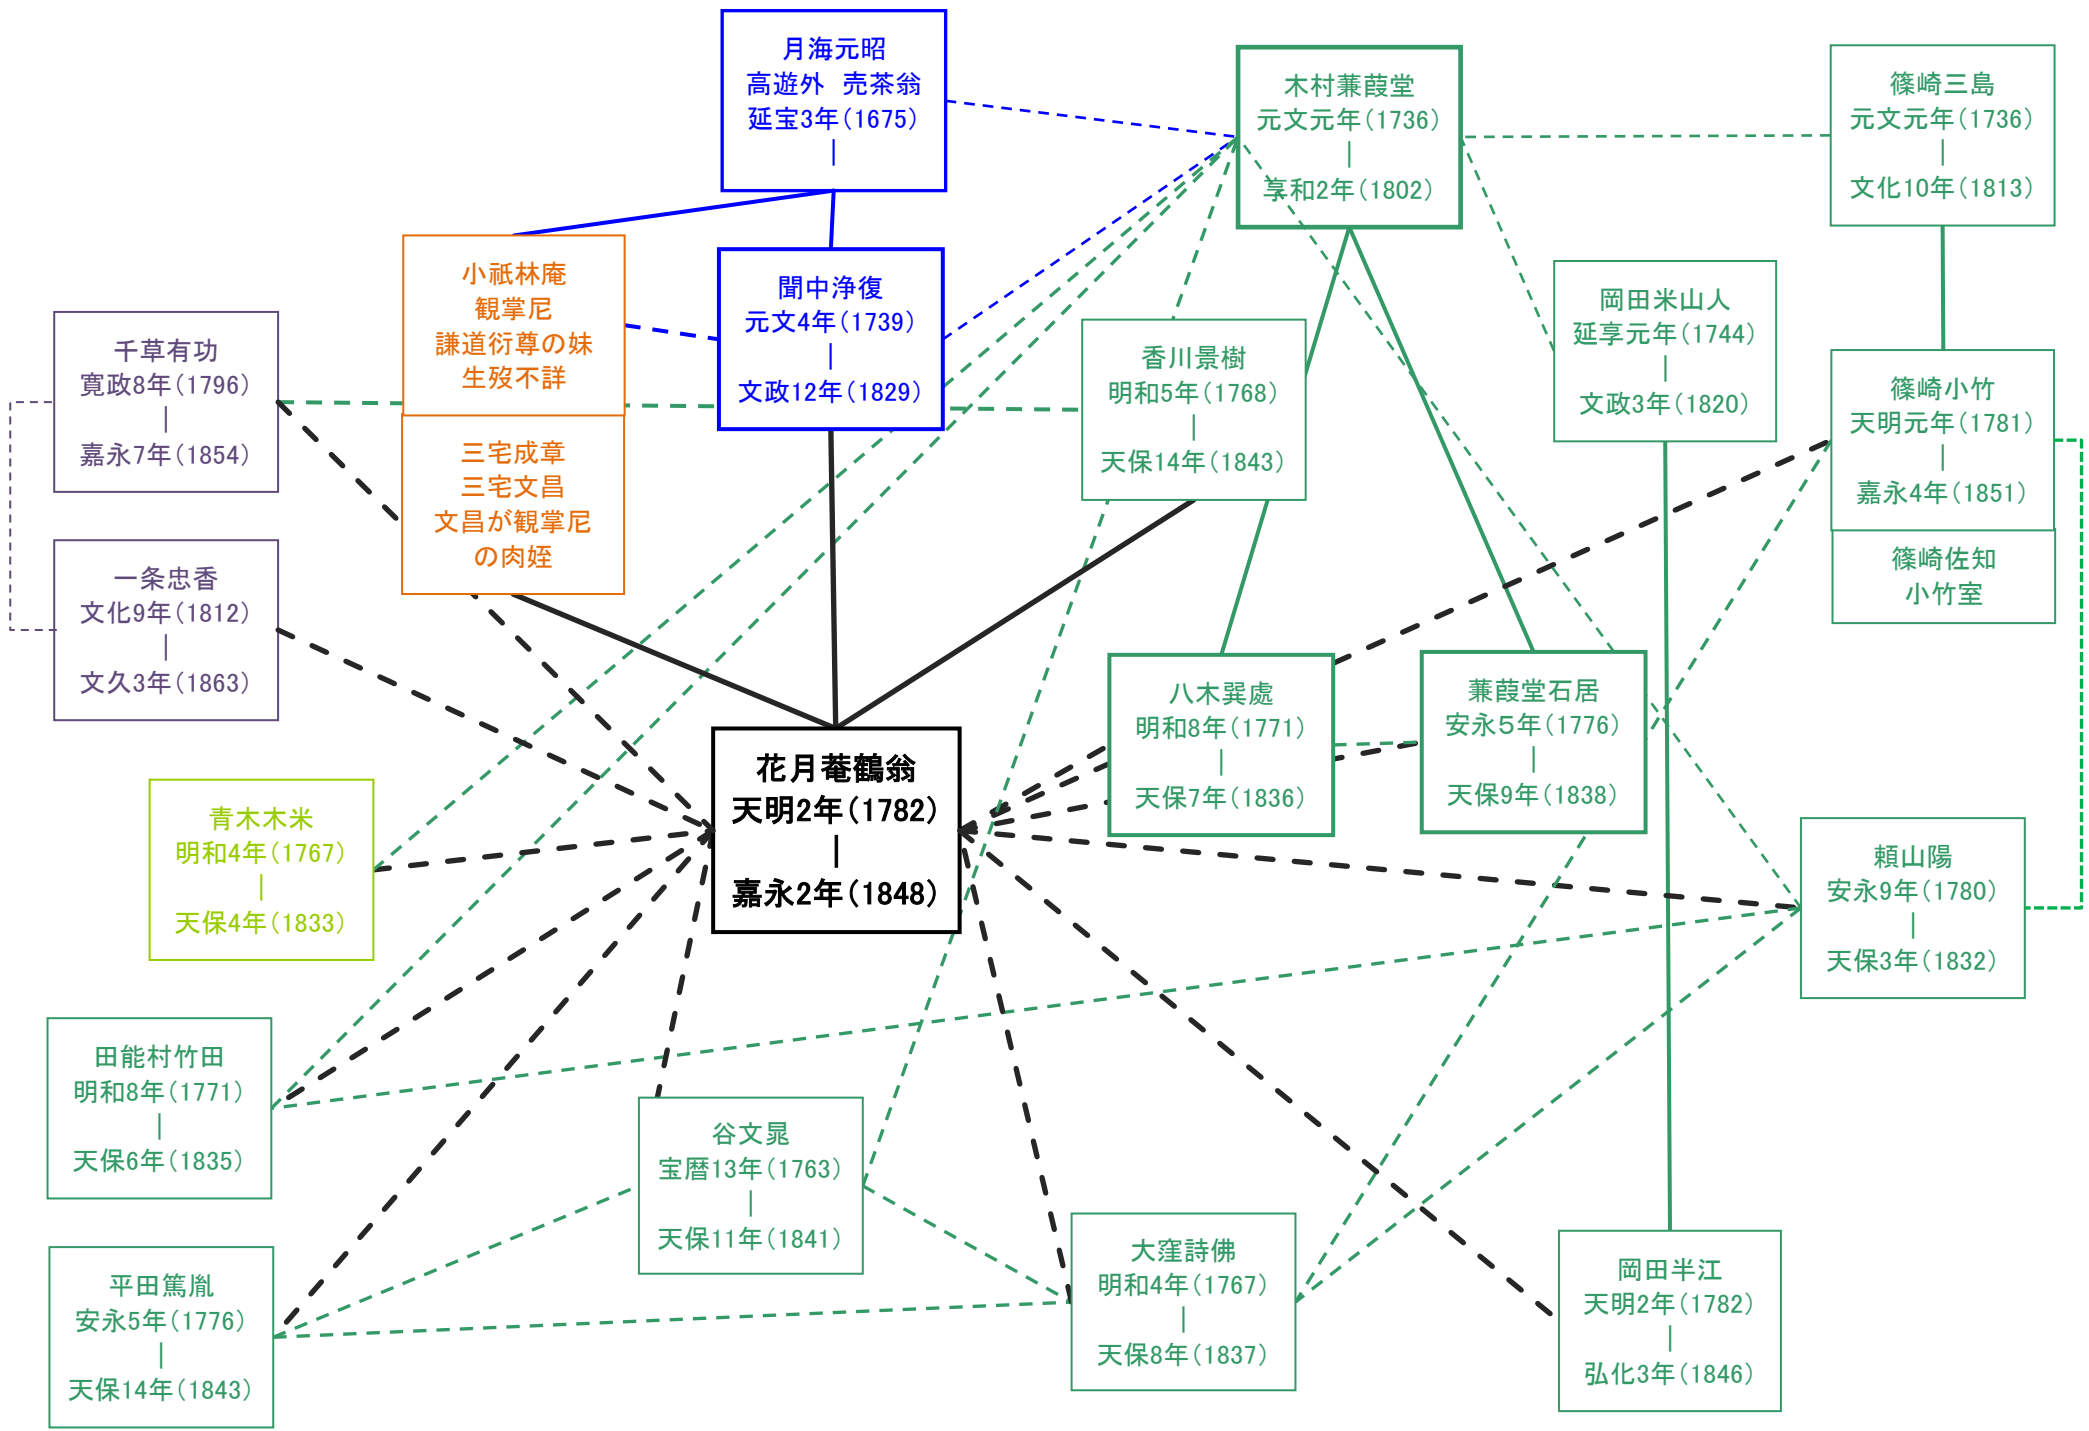 月海元昭
高遊外　売茶翁
延宝3年(1675)
|
木村蒹葭堂
元文元年(1736)
|
享和2年(1802)
篠崎三島
元文元年(1736)
|
文化10年(1813)
小祇林庵
観掌尼
謙道衍尊の妹
生歿不詳
聞中浄復
元文4年(1739)
|
文政12年(1829)
岡田米山人
延享元年(1744)
|
文政3年(1820)
千草有功
寛政8年(1796)
|
嘉永7年(1854)
香川景樹
明和5年(1768)
|
天保14年(1843)
篠崎小竹
天明元年(1781)
|
嘉永4年(1851)
三宅成章
三宅文昌
文昌が観掌尼
の肉姪
篠崎佐知
小竹室
一条忠香
文化9年(1812)
|
文久3年(1863)
八木巽處
明和8年(1771)
|
天保7年(1836)
蒹葭堂石居
安永５年(1776)
|
天保9年(1838)
花月菴鶴翁
天明2年(1782)
|
嘉永2年(1848)
青木木米
明和4年(1767)
|
天保4年(1833)
頼山陽
安永9年(1780)
|
天保3年(1832)
田能村竹田
明和8年(1771)
|
天保6年(1835)
谷文晁
宝暦13年(1763)
|
天保11年(1841)
大窪詩佛
明和4年(1767)
|
天保8年(1837)
岡田半江
天明2年(1782)
|
弘化3年(1846)
平田篤胤
安永5年(1776)
|
天保14年(1843)